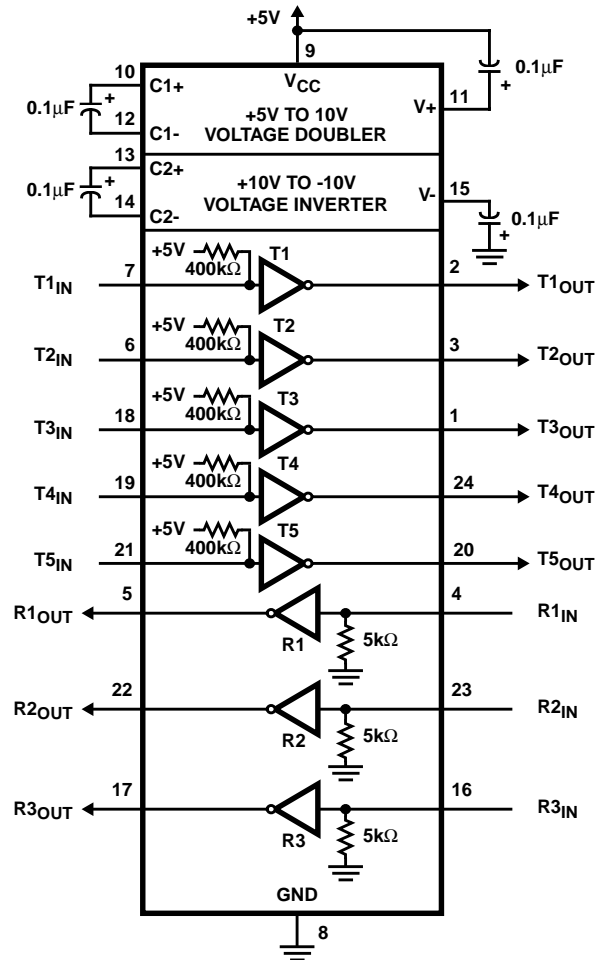 +5V
9
10
C1+
VCC
0.1μF
+
0.1μF
+
+5V TO 10V
VOLTAGE DOUBLER
V+
11
12
C1-
13
C2+
0.1μF
+
+10V TO -10V
VOLTAGE INVERTER
V-
15
14
C2-
0.1μF
+
+5V
400kΩ
T1
T1IN
7
2
T1OUT
+5V
400kΩ
T2
T2IN
6
3
T2OUT
+5V
400kΩ
T3
T3IN
18
1
T3OUT
+5V
400kΩ
T4
T4IN
19
24
T4OUT
+5V
400kΩ
T5
T5IN
21
20
T5OUT
R1OUT
5
4
R1IN
R1
5kΩ
R2OUT
22
23
R2IN
R2
5kΩ
R3OUT
17
16
R3IN
R3
5kΩ
GND
8